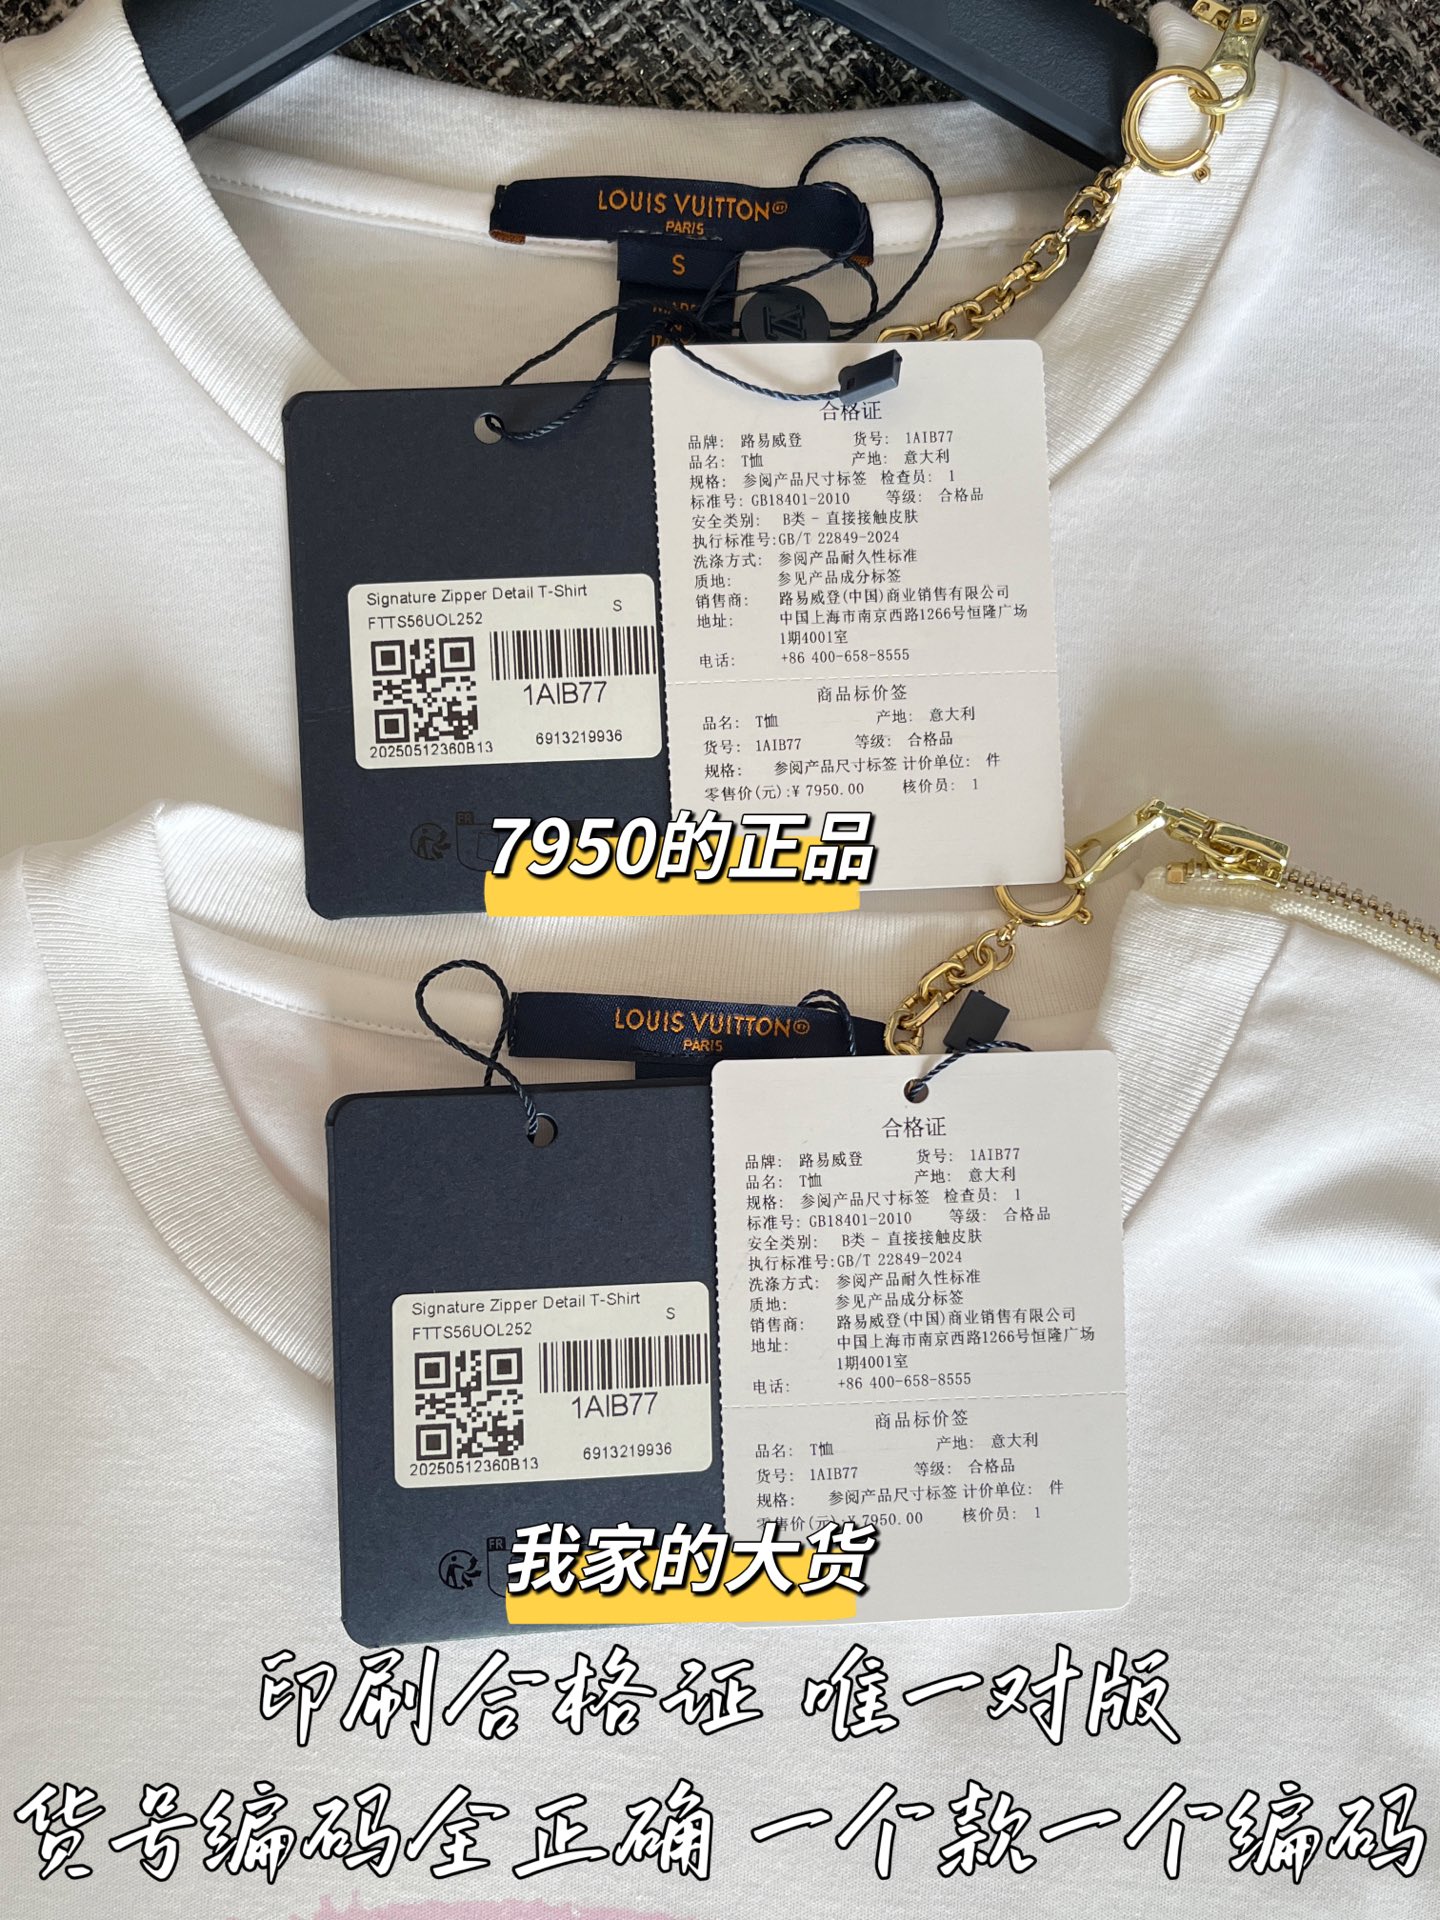 LOUIS VUITTON
PARIS
S
MADE
IN
合格证
品牌: 路易威登 货号: 1AIB77
品名: T恤 产地: 意大利
规格: 参阅产品尺寸标签 检查员: 1
标准号: GB18401-2010 等级: 合格品
安全类别: B类 - 直接接触皮肤
执行标准号:GB/T 22849-2024
洗涤方式: 参阅产品耐久性标准
质地: 参见产品成分标签
销售商: 路易威登(中国)商业销售有限公司
地址: 中国上海市南京西路1266号恒隆广场
1期4001室
电话: +86 400-658-8555
商品标价签
品名: T恤 产地: 意大利
货号: 1AIB77 等级: 合格品
规格: 参阅产品尺寸标签 计价单位: 件
零售价(元):¥ 7950.00 核价员: 1
Signature Zipper Detail T-Shirt
FTTS56UOL252 S
1AIB77
20250512360B13 6913219936
FR
7950的正品
LOUIS VUITTON
PARIS
合格证
品牌: 路易威登 货号: 1AIB77
品名: T恤 产地: 意大利
规格: 参阅产品尺寸标签 检查员: 1
标准号: GB18401-2010 等级: 合格品
安全类别: B类 - 直接接触皮肤
执行标准号:GB/T 22849-2024
洗涤方式: 参阅产品耐久性标准
质地: 参见产品成分标签
销售商: 路易威登(中国)商业销售有限公司
地址: 中国上海市南京西路1266号恒隆广场
1期4001室
电话: +86 400-658-8555
商品标价签
品名: T恤 产地: 意大利
货号: 1AIB77 等级: 合格品
规格: 参阅产品尺寸标签 计价单位: 件
零售价(元):¥ 7950.00 核价员: 1
Signature Zipper Detail T-Shirt
FTTS56UOL252 S
1AIB77
20250512360B13 6913219936
FR
我家的大货
印刷合格证 唯一对版
货号编码全正确 一个款一个编码